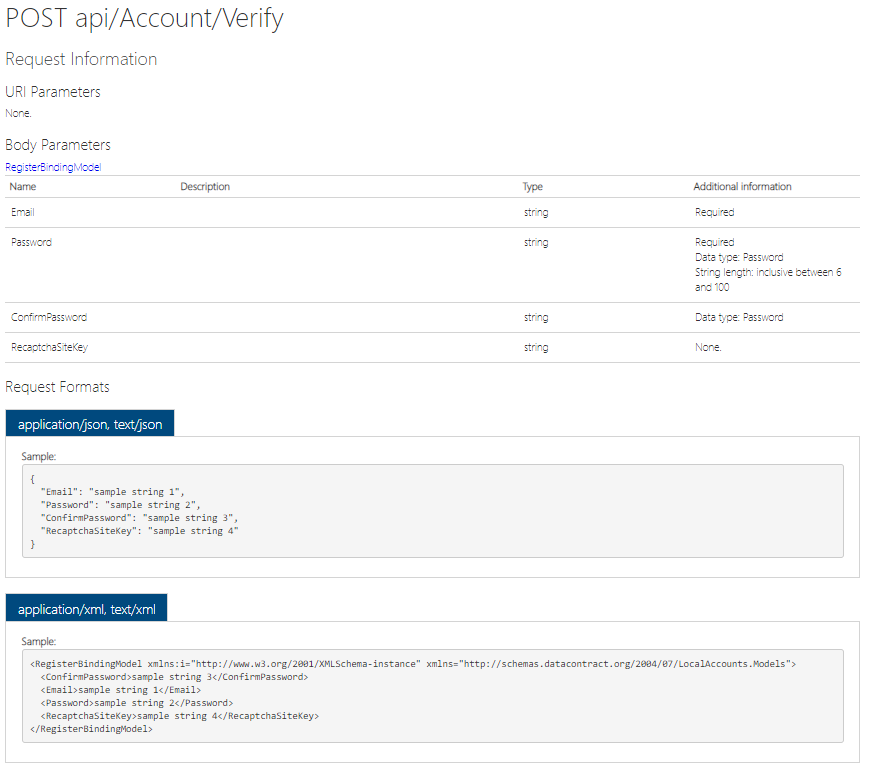 POST api/Account/Verify
Request Information
URI Parameters
None.
Body Parameters
RegisterBindingModel
Name Description Type Additional information
Email string Required
Password string Required
Data type: Password
String length: inclusive between 6
and 100
ConfirmPassword string Data type: Password
RecaptchaSiteKey string None.
Request Formats
application/json, text/json
Sample:
{
  "Email": "sample string 1",
  "Password": "sample string 2",
  "ConfirmPassword": "sample string 3",
  "RecaptchaSiteKey": "sample string 4"
}
application/xml, text/xml
Sample:
<RegisterBindingModel xmlns:i="http://www.w3.org/2001/XMLSchema-instance" xmlns="http://schemas.datacontract.org/2004/07/LocalAccounts.Models">
  <ConfirmPassword>sample string 3</ConfirmPassword>
  <Email>sample string 1</Email>
  <Password>sample string 2</Password>
  <RecaptchaSiteKey>sample string 4</RecaptchaSiteKey>
</RegisterBindingModel>